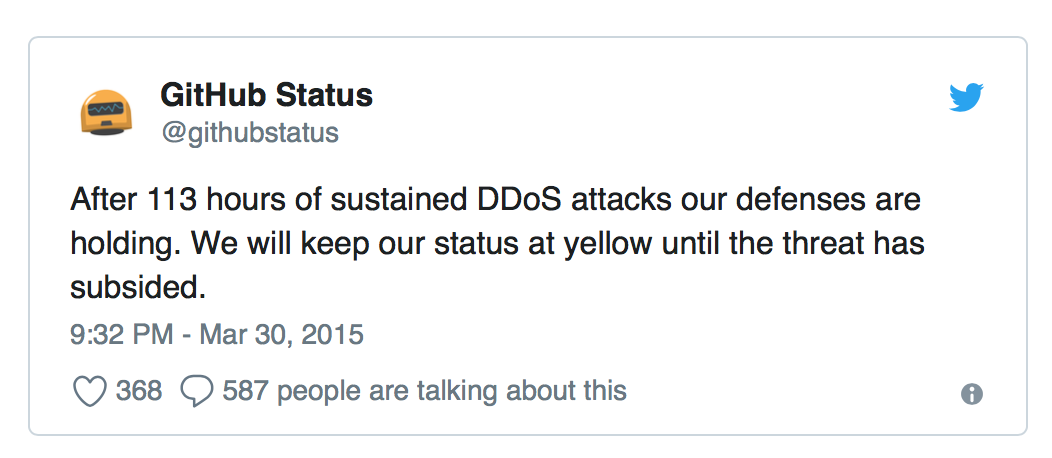 GitHub Status
@githubstatus
After 113 hours of sustained DDoS attacks our defenses are
holding. We will keep our status at yellow until the threat has
subsided.
9:32 PM - Mar 30, 2015
368 587 people are talking about this